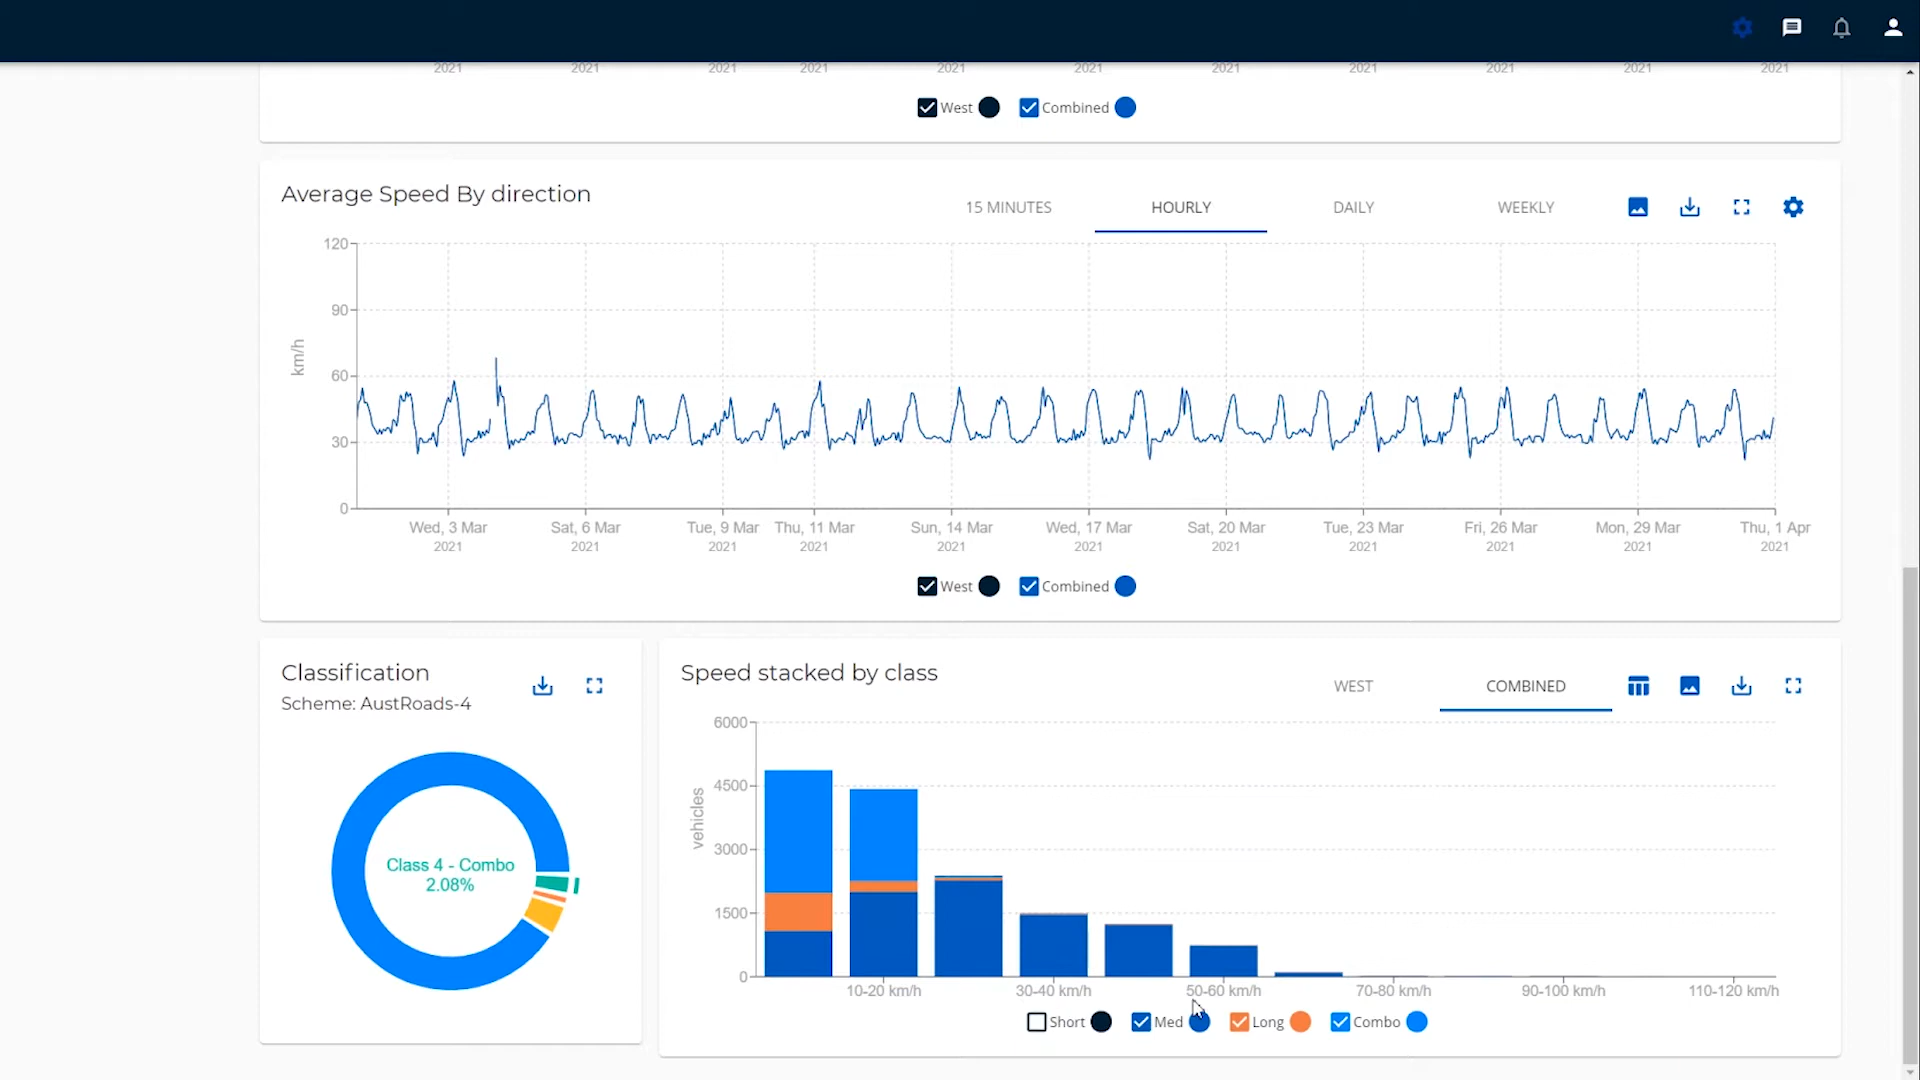 2021 2021 2021 2021 2021 2021 2021 2021 2021 2021 2021
West Combined
Average Speed By direction
15 MINUTES HOURLY DAILY WEEKLY
120
90
60
30
0
km/h
Wed, 3 Mar Sat, 6 Mar Tue, 9 Mar Thu, 11 Mar Sun, 14 Mar Wed, 17 Mar Sat, 20 Mar Tue, 23 Mar Fri, 26 Mar Mon, 29 Mar Thu, 1 Apr
2021 2021 2021 2021 2021 2021 2021 2021 2021 2021 2021
West Combined
Classification
Scheme: AustRoads-4
Class 4 - Combo
2.08%
Speed stacked by class
WEST COMBINED
6000
4500
3000
1500
0
vehicles
10-20 km/h 30-40 km/h 50-60 km/h 70-80 km/h 90-100 km/h 110-120 km/h
Short Med Long Combo